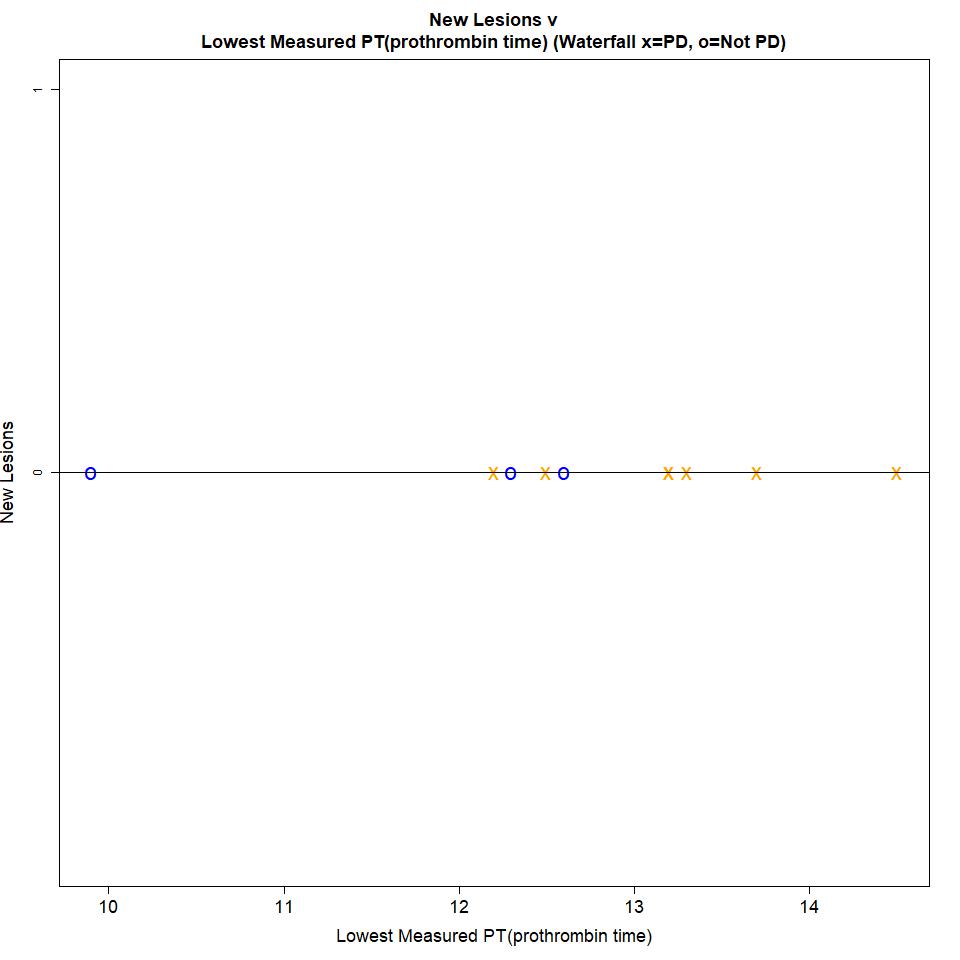 New Lesions v
Lowest Measured PT(prothrombin time) (Waterfall x=PD, o=Not PD)
1
0
New Lesions
o x x o x o x x x x
10 11 12 13 14
Lowest Measured PT(prothrombin time)